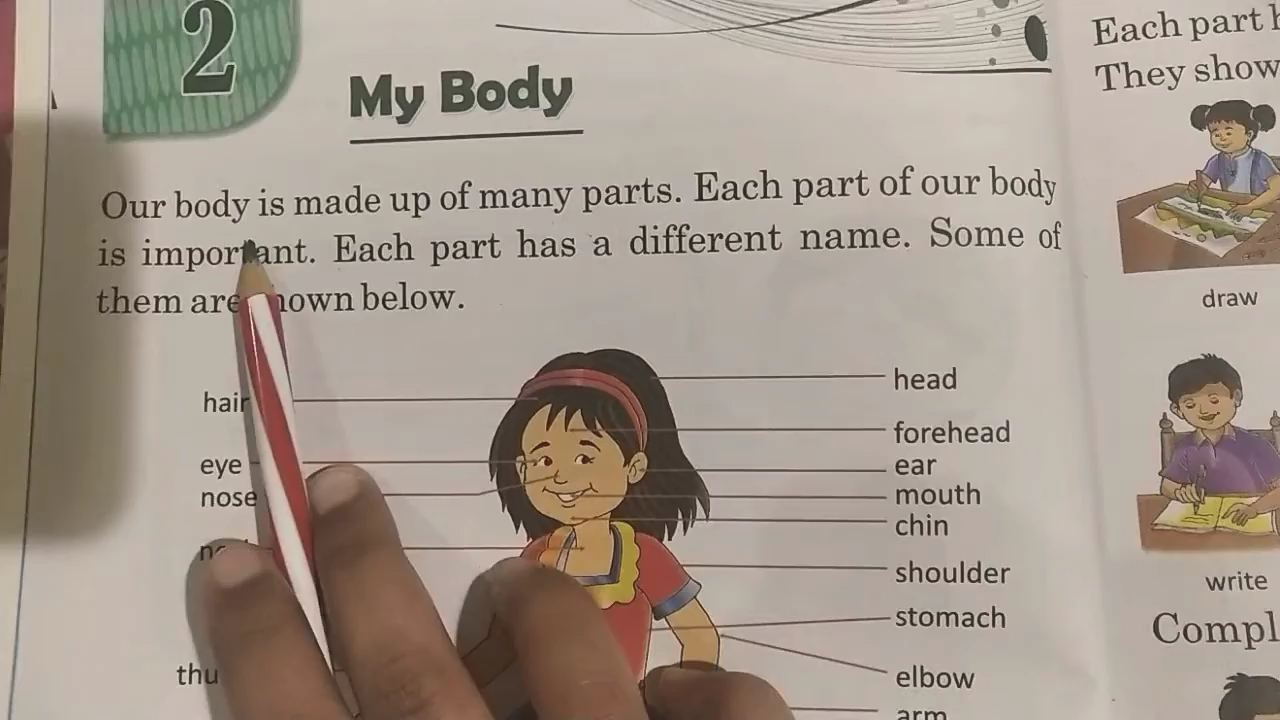 2
My Body
Our body is made up of many parts. Each part of our body
is important. Each part has a different name. Some of
them are shown below.
hair
eye
nose
head
forehead
ear
mouth
chin
shoulder
stomach
elbow
arm
Each part
They show
draw
write